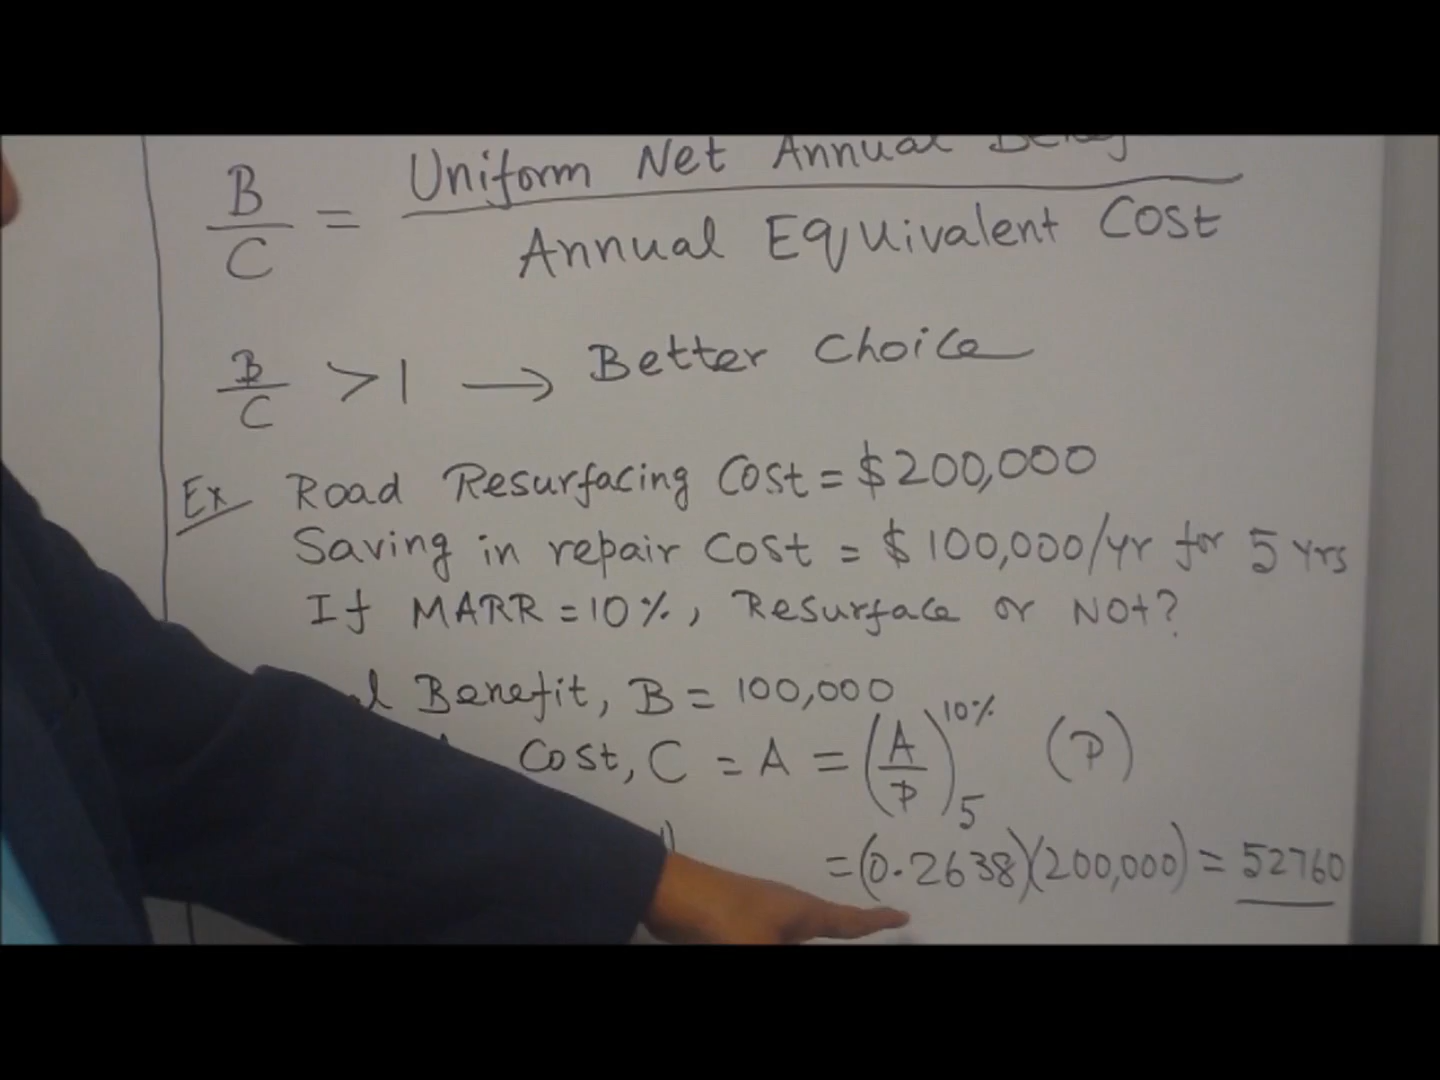 B/C = Uniform Net Annual
Annual Equivalent Cost
B/C > 1 → Better Choice
Ex Road Resurfacing Cost = $200,000
Saving in repair Cost = $100,000/yr for 5 yrs
If MARR = 10%, Resurface or Not?
Benefit, B = 100,000
Cost, C = A = (A/P)10% 5 (P)
= (0.2638)(200,000) = 52760